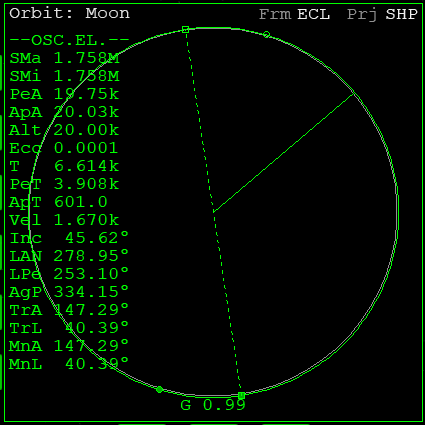 Orbit: Moon Frm ECL Prj SHP
--OSC.EL.--
SMa 1.758M
SMi 1.758M
PeA 19.75k
ApA 20.03k
Alt 20.00k
Ecc 0.0001
T 6.614k
PeT 3.908k
ApT 601.0
Vel 1.670k
Inc 45.62°
LAN 278.95°
LPe 253.10°
AgP 334.15°
TrA 147.29°
TrL 40.39°
MnA 147.29°
MnL 40.39°
G 0.99